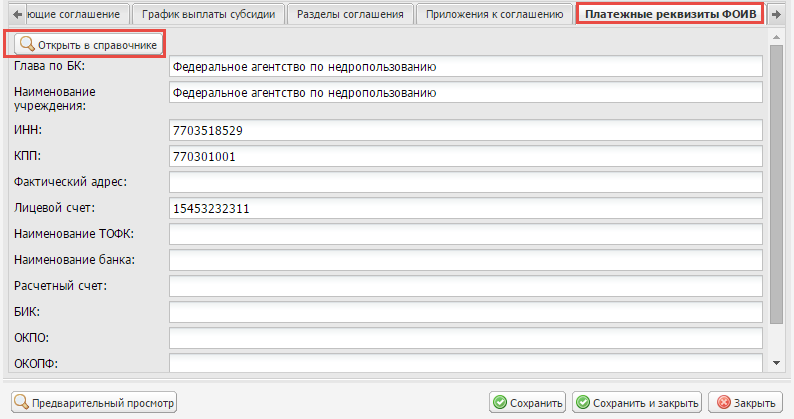 ющие соглашение
График выплаты субсидии
Разделы соглашения
Приложения к соглашению
Платежные реквизиты ФОИВ
Открыть в справочнике
Глава по БК: Федеральное агентство по недропользованию
Наименование учреждения: Федеральное агентство по недропользованию
ИНН: 7703518529
КПП: 770301001
Фактический адрес:
Лицевой счет: 15453232311
Наименование ТОФК:
Наименование банка:
Расчетный счет:
БИК:
ОКПО:
ОКОПФ:
Предварительный просмотр
Сохранить
Сохранить и закрыть
Закрыть